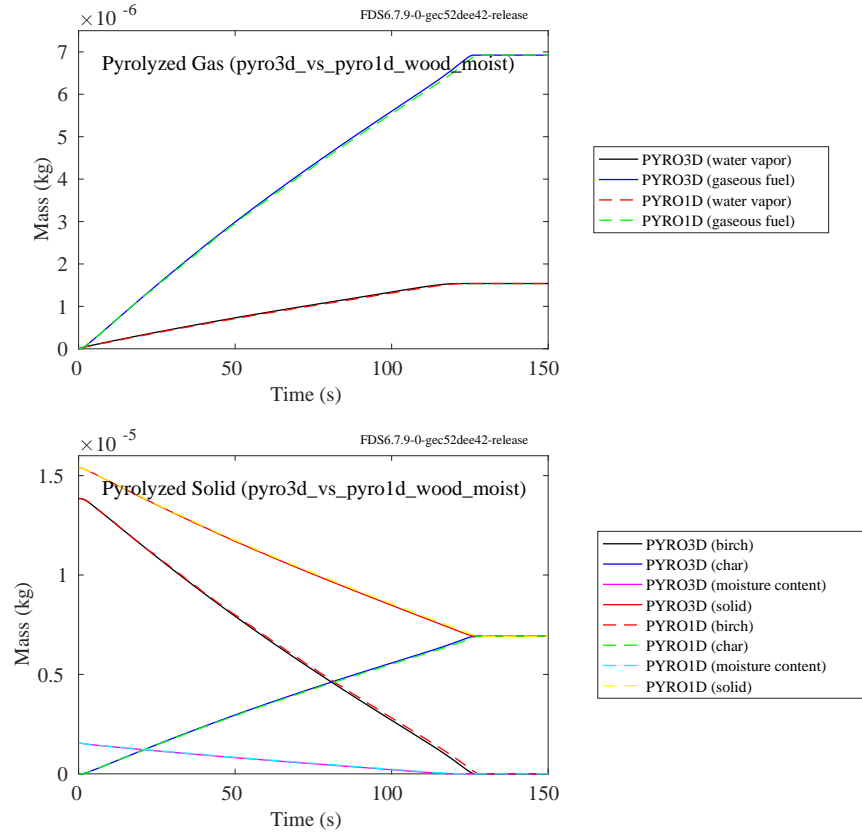 × 10 -6
FDS6.7.9-0-gec52dee42-release
Pyrolyzed Gas (pyro3d_vs_pyro1d_wood_moist)
7
6
5
4
3
2
1
0
Mass (kg)
0 50 100 150
Time (s)
PYRO3D (water vapor)
PYRO3D (gaseous fuel)
PYRO1D (water vapor)
PYRO1D (gaseous fuel)
× 10 -5
FDS6.7.9-0-gec52dee42-release
Pyrolyzed Solid (pyro3d_vs_pyro1d_wood_moist)
1.5
1
0.5
0
Mass (kg)
0 50 100 150
Time (s)
PYRO3D (birch)
PYRO3D (char)
PYRO3D (moisture content)
PYRO3D (solid)
PYRO1D (birch)
PYRO1D (char)
PYRO1D (moisture content)
PYRO1D (solid)